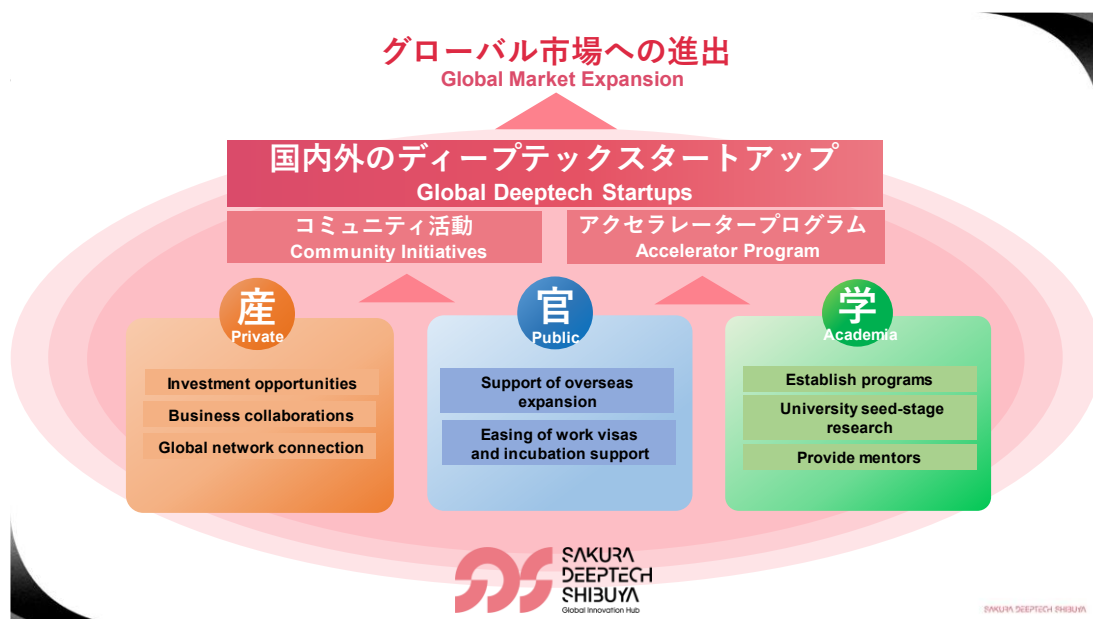 グローバル市場への進出
Global Market Expansion
国内外のディープテックスタートアップ
Global Deeptech Startups
コミュニティ活動
Community Initiatives
アクセラレータープログラム
Accelerator Program
産
Private
Investment opportunities
Business collaborations
Global network connection
官
Public
Support of overseas
expansion
Easing of work visas
and incubation support
学
Academia
Establish programs
University seed-stage
research
Provide mentors
SAKURA
DEEPTECH
SHIBUYA
Global Innovation Hub
SAKURA DEEPTECH SHIBUYA